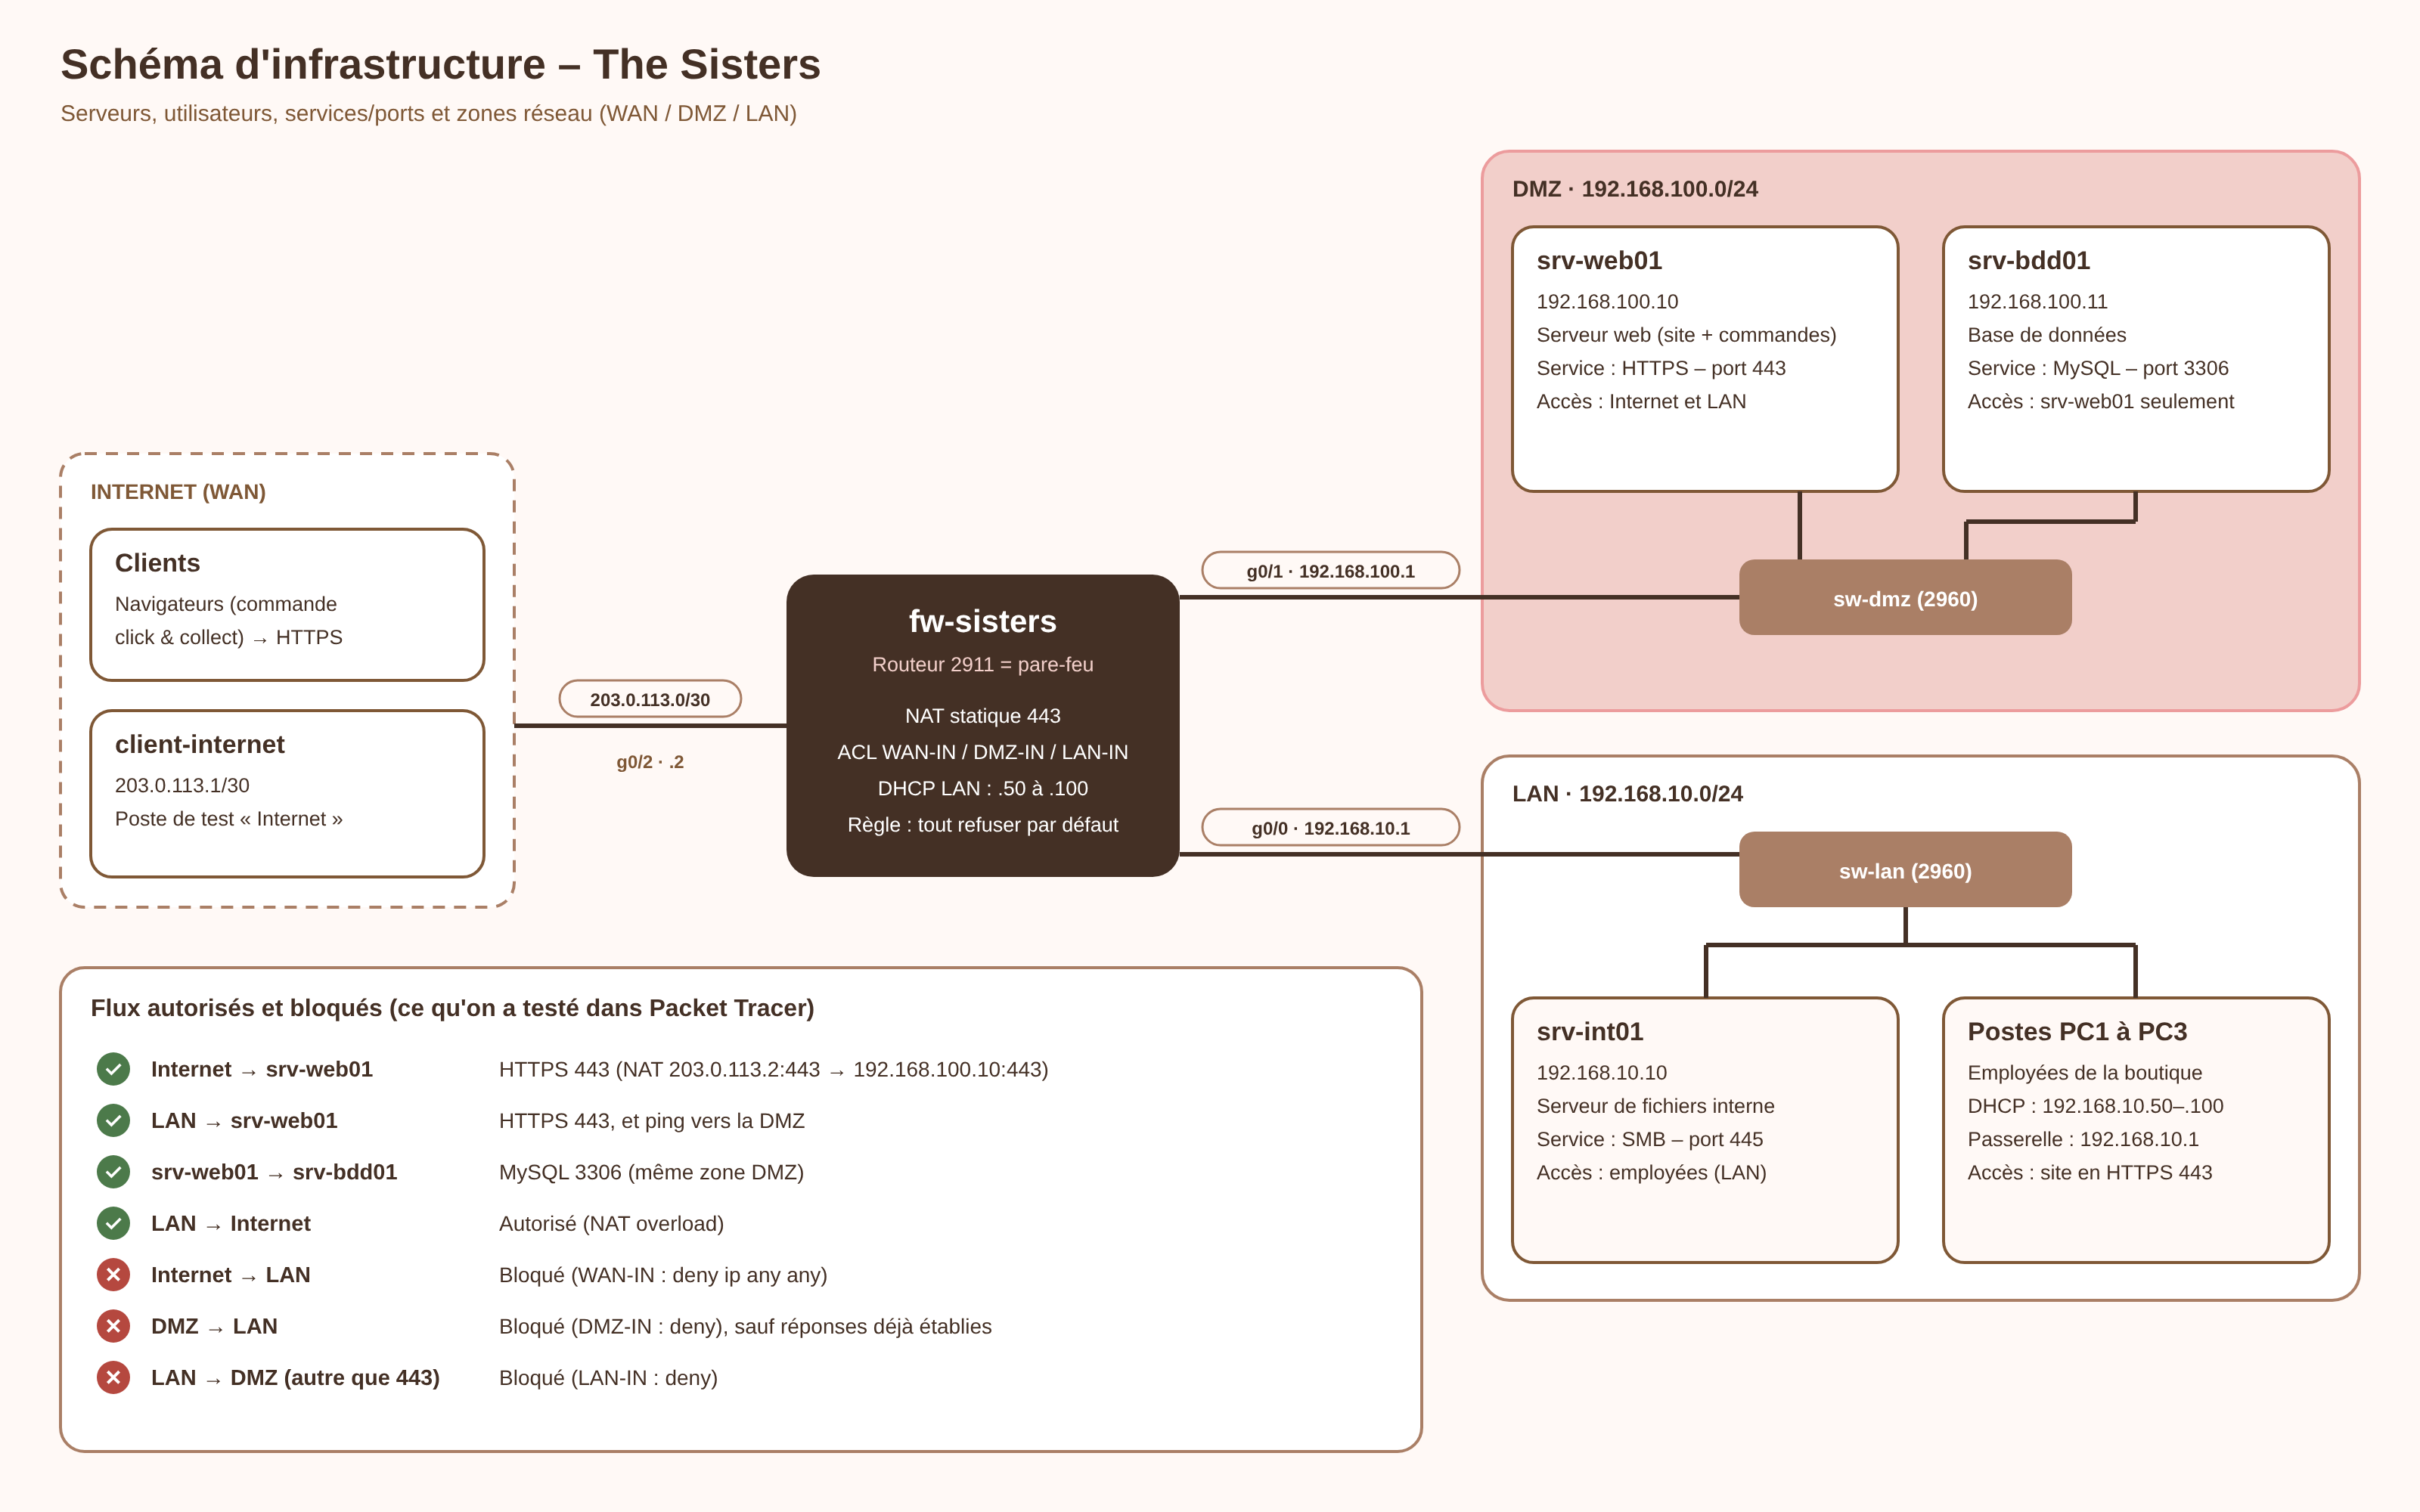 Schéma d'infrastructure – The Sisters
Serveurs, utilisateurs, services/ports et zones réseau (WAN / DMZ / LAN)
DMZ · 192.168.100.0/24
srv-web01
192.168.100.10
Serveur web (site + commandes)
Service : HTTPS – port 443
Accès : Internet et LAN
srv-bdd01
192.168.100.11
Base de données
Service : MySQL – port 3306
Accès : srv-web01 seulement
sw-dmz (2960)
INTERNET (WAN)
Clients
Navigateurs (commande
click & collect) → HTTPS
client-internet
203.0.113.1/30
Poste de test « Internet »
203.0.113.0/30
g0/2 · .2
fw-sisters
Routeur 2911 = pare-feu
NAT statique 443
ACL WAN-IN / DMZ-IN / LAN-IN
DHCP LAN : .50 à .100
Règle : tout refuser par défaut
g0/1 · 192.168.100.1
g0/0 · 192.168.10.1
LAN · 192.168.10.0/24
sw-lan (2960)
srv-int01
192.168.10.10
Serveur de fichiers interne
Service : SMB – port 445
Accès : employées (LAN)
Postes PC1 à PC3
Employées de la boutique
DHCP : 192.168.10.50–.100
Passerelle : 192.168.10.1
Accès : site en HTTPS 443
Flux autorisés et bloqués (ce qu'on a testé dans Packet Tracer)
Internet → srv-web01 HTTPS 443 (NAT 203.0.113.2:443 → 192.168.100.10:443)
LAN → srv-web01 HTTPS 443, et ping vers la DMZ
srv-web01 → srv-bdd01 MySQL 3306 (même zone DMZ)
LAN → Internet Autorisé (NAT overload)
Internet → LAN Bloqué (WAN-IN : deny ip any any)
DMZ → LAN Bloqué (DMZ-IN : deny), sauf réponses déjà établies
LAN → DMZ (autre que 443) Bloqué (LAN-IN : deny)